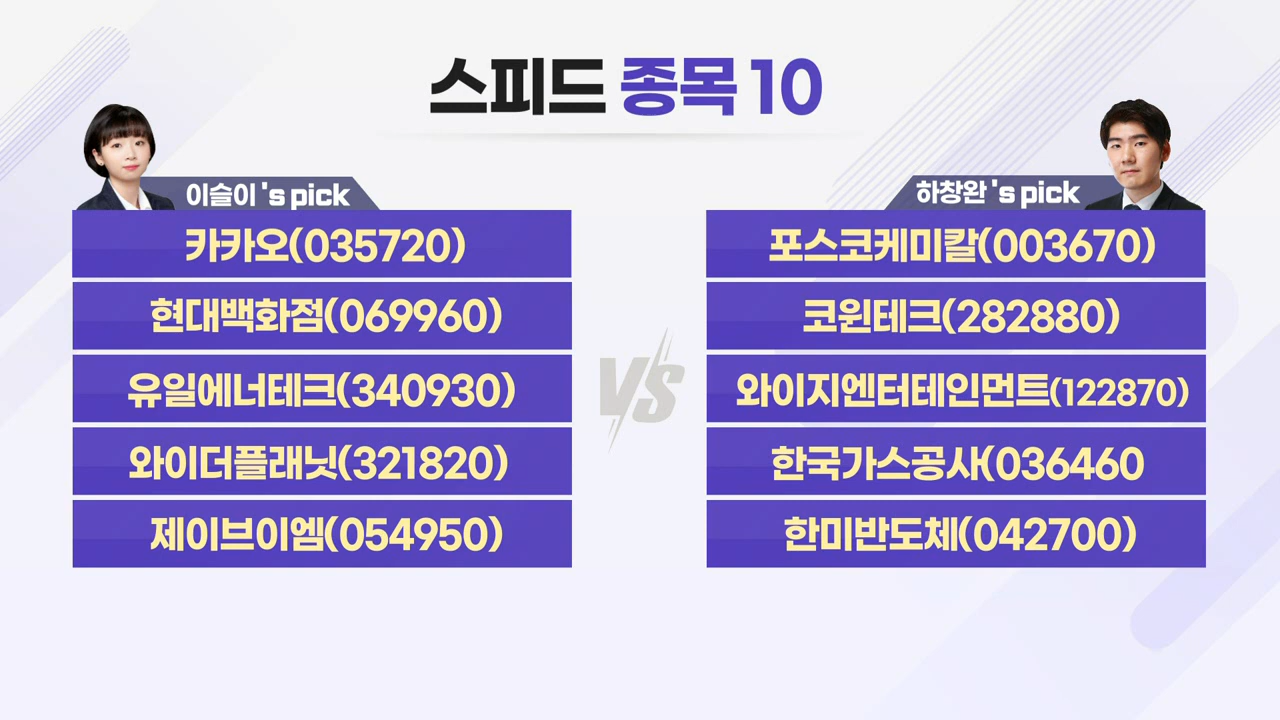 스피드 종목 10
이슬이 's pick
카카오(035720)
현대백화점(069960)
유일에너테크(340930)
와이더플래닛(321820)
제이브이엠(054950)
VS
하창완 's pick
포스코케미칼(003670)
코윈테크(282880)
와이지엔터테인먼트(122870)
한국가스공사(036460
한미반도체(042700)